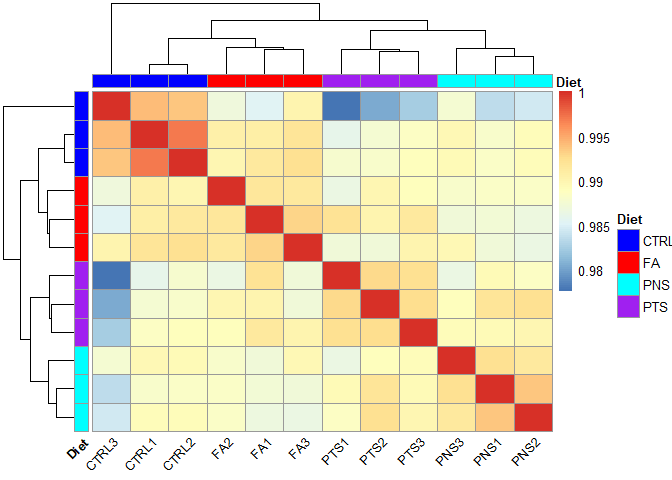 Diet
1
0.995
0.99
0.985
0.98
Diet
CTRL
FA
PNS
PTS
Diet
CTRL3
CTRL1
CTRL2
FA2
FA1
FA3
PTS1
PTS2
PTS3
PNS3
PNS1
PNS2